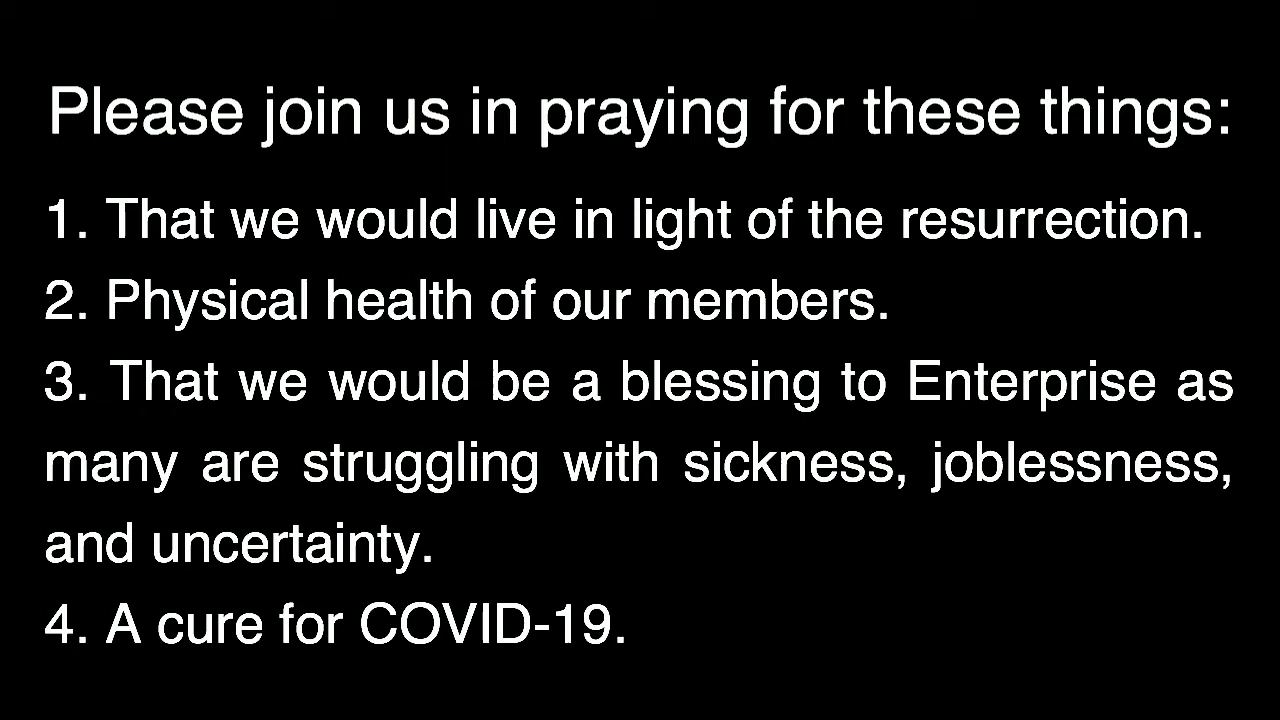 Please join us in praying for these things:
1. That we would live in light of the resurrection.
2. Physical health of our members.
3. That we would be a blessing to Enterprise as
many are struggling with sickness, joblessness,
and uncertainty.
4. A cure for COVID-19.